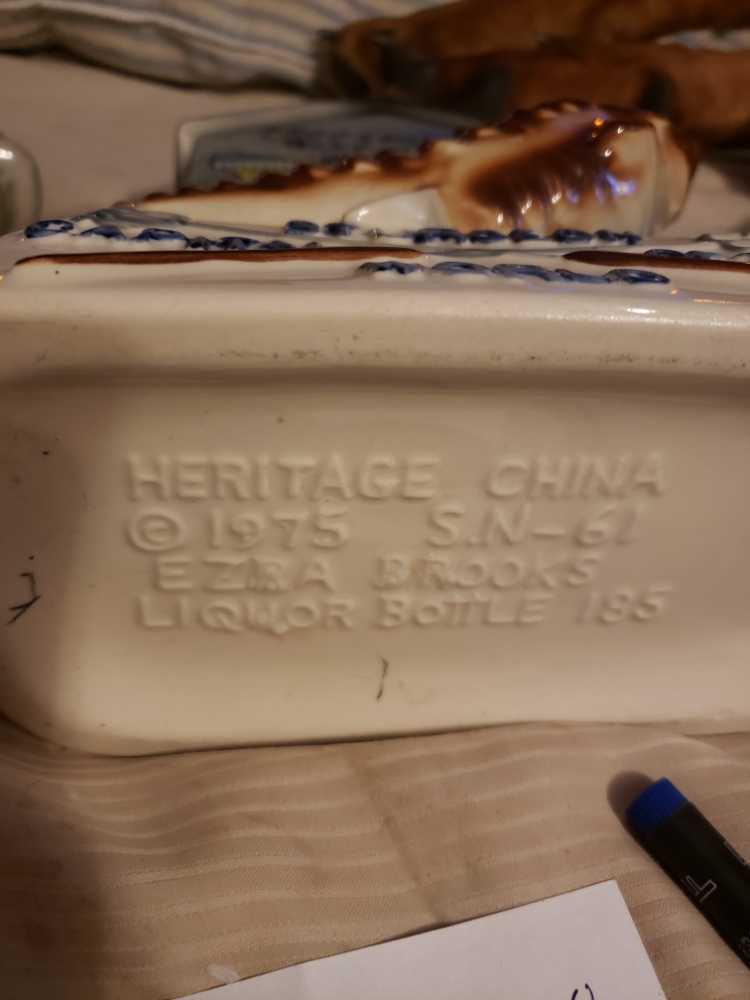 HERITAGE CHINA
© 1975 S.N-61
EZRA BROOKS
LIQUOR BOTTLE 185